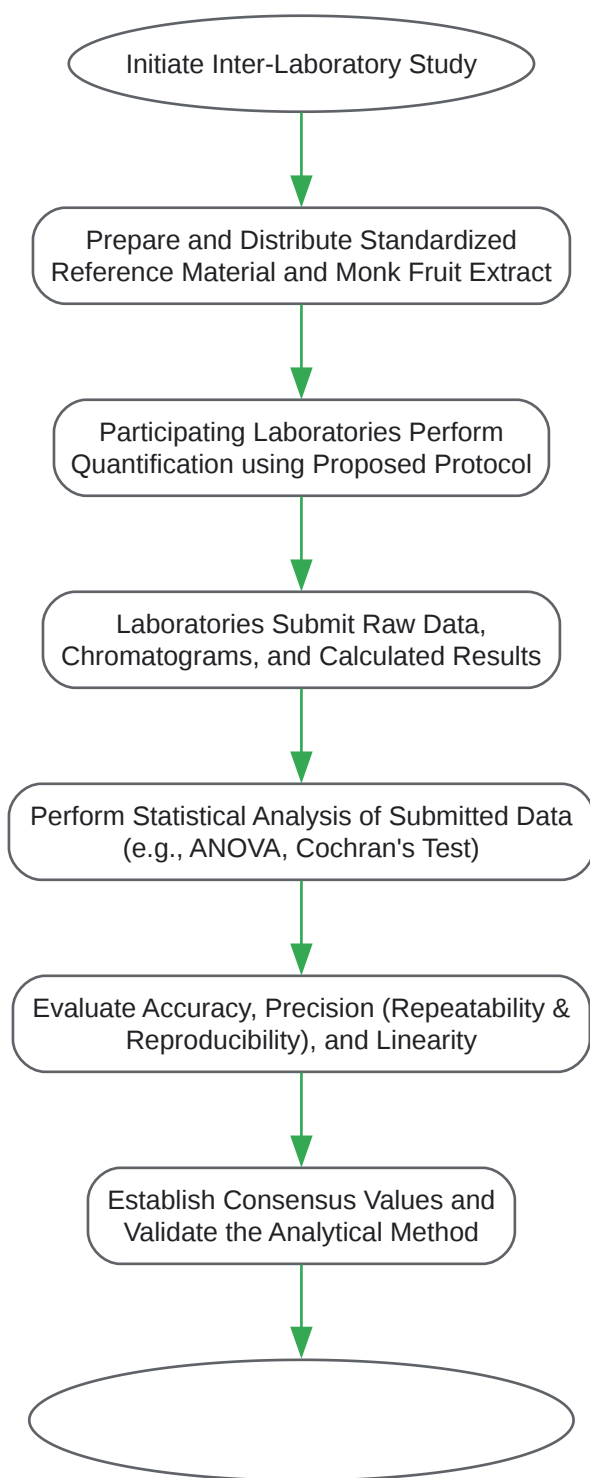 Initiate Inter-Laboratory Study
Prepare and Distribute Standardized
Reference Material and Monk Fruit Extract
Participating Laboratories Perform
Quantification using Proposed Protocol
Laboratories Submit Raw Data,
Chromatograms, and Calculated Results
Perform Statistical Analysis of Submitted Data
(e.g., ANOVA, Cochran's Test)
Evaluate Accuracy, Precision (Repeatability &
Reproducibility), and Linearity
Establish Consensus Values and
Validate the Analytical Method